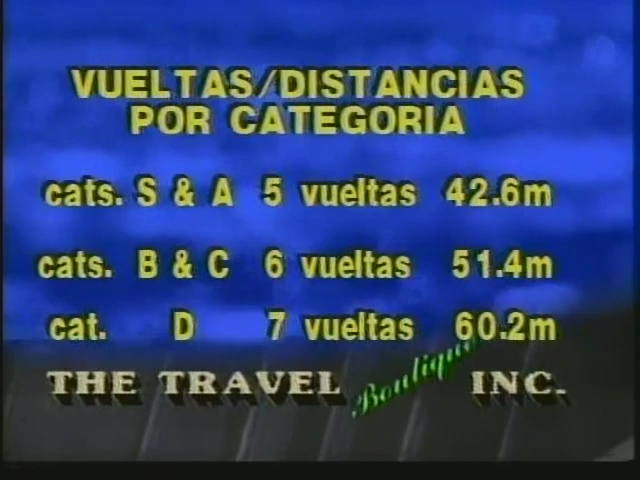 VUELTAS/DISTANCIAS
POR CATEGORIA
cats. S & A 5 vueltas 42.6m
cats. B & C 6 vueltas 51.4m
cat. D 7 vueltas 60.2m
THE TRAVEL Boutique INC.